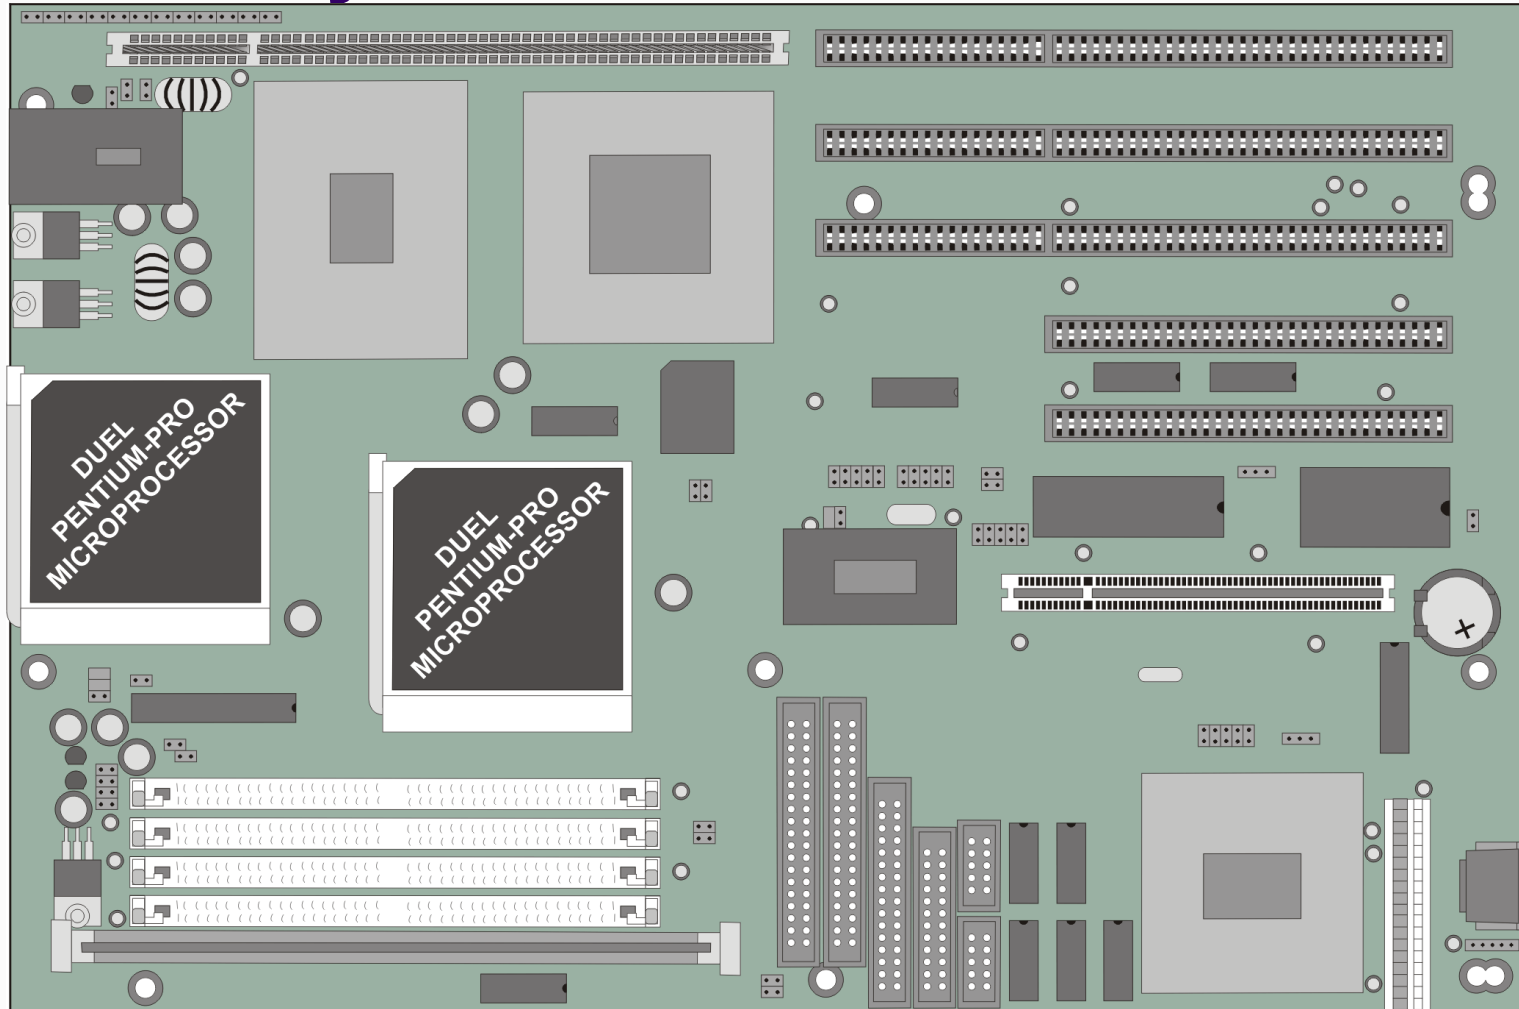 DUEL
PENTIUM-PRO
MICROPROCESSOR
DUEL
PENTIUM-PRO
MICROPROCESSOR
+